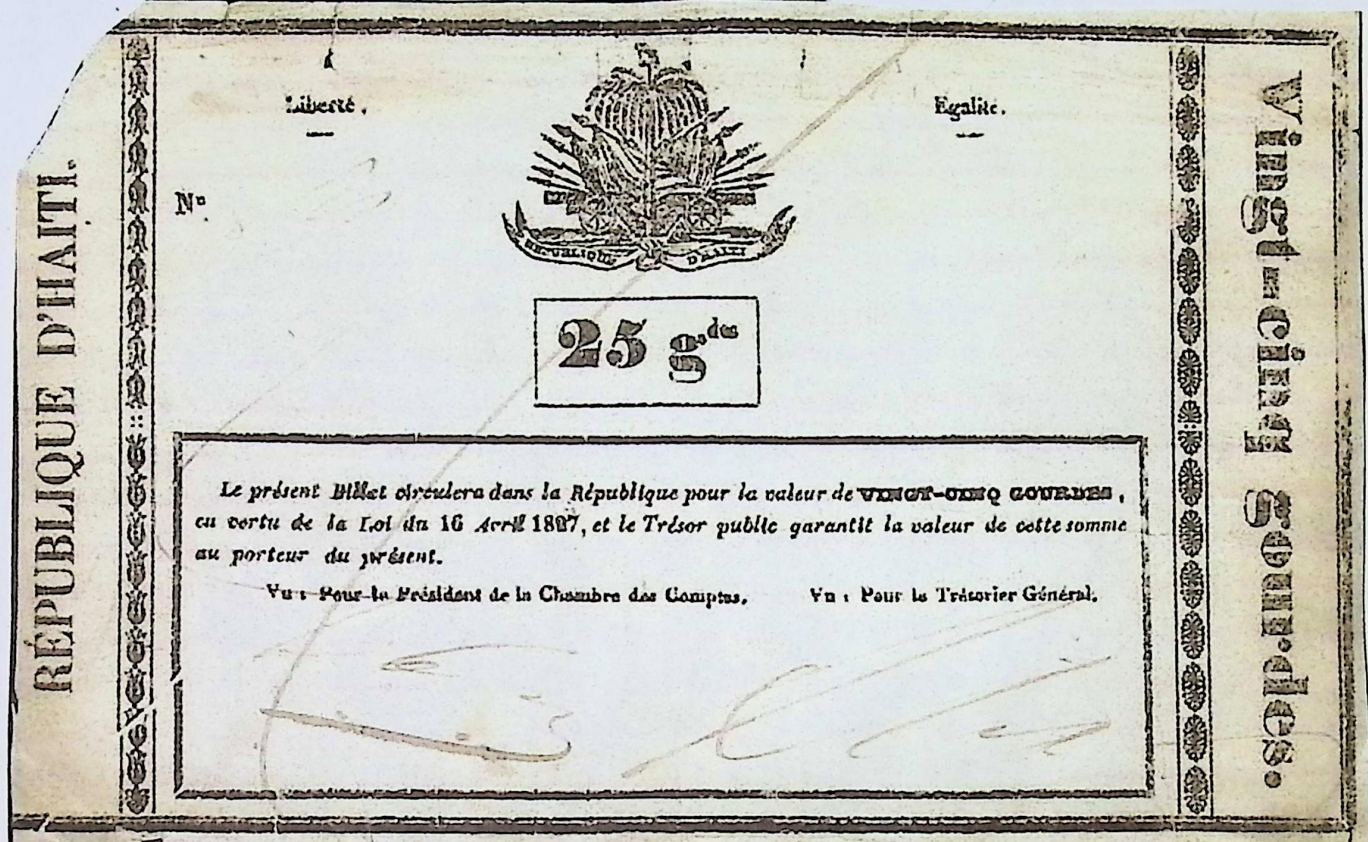 RÉPUBLIQUE D'HAITI.
Liberté.
Egalité.
Nº
RÉPUBLIQUE D'HAITI
25 g.des
Le présent Billet circulera dans la République pour la valeur de VINGT-CINQ GOURDES,
en vertu de la Loi du 16 Avril 1827, et le Trésor public garantit la valeur de cette somme
au porteur du présent.
Vu : Pour le Président de la Chambre des Comptes.
Vu : Pour le Trésorier Général.
Vingt-cinq gourdes.